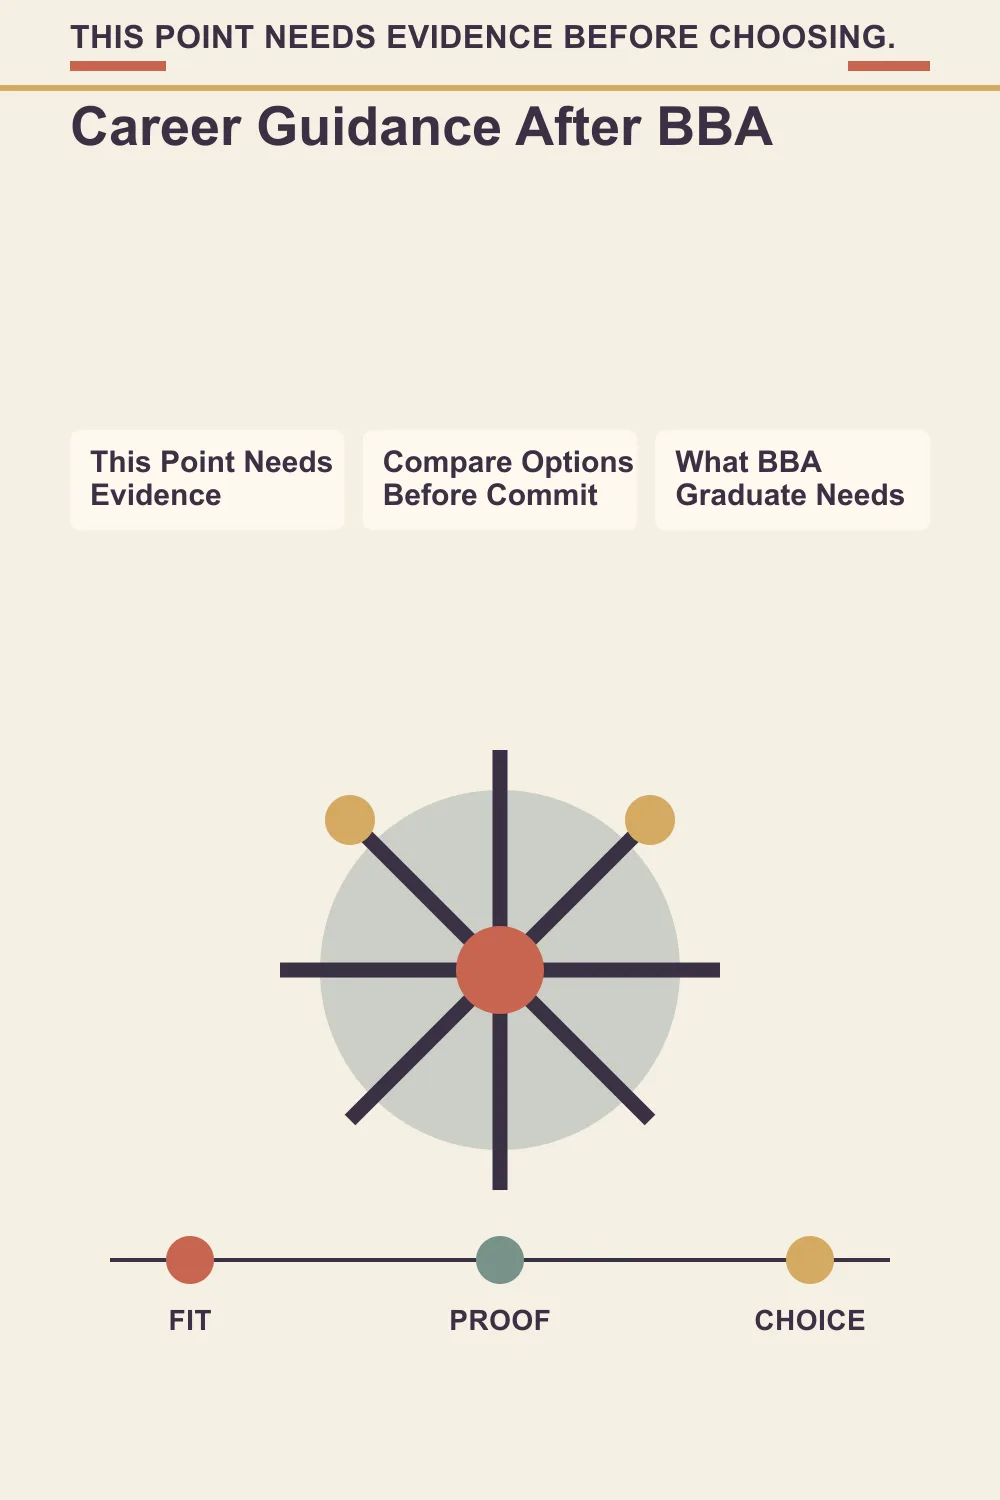 THIS POINT NEEDS EVIDENCE BEFORE CHOOSING.
Career Guidance After BBA
This Point Needs
Evidence
Compare Options
Before Commit
What BBA
Graduate Needs
FIT
PROOF
CHOICE